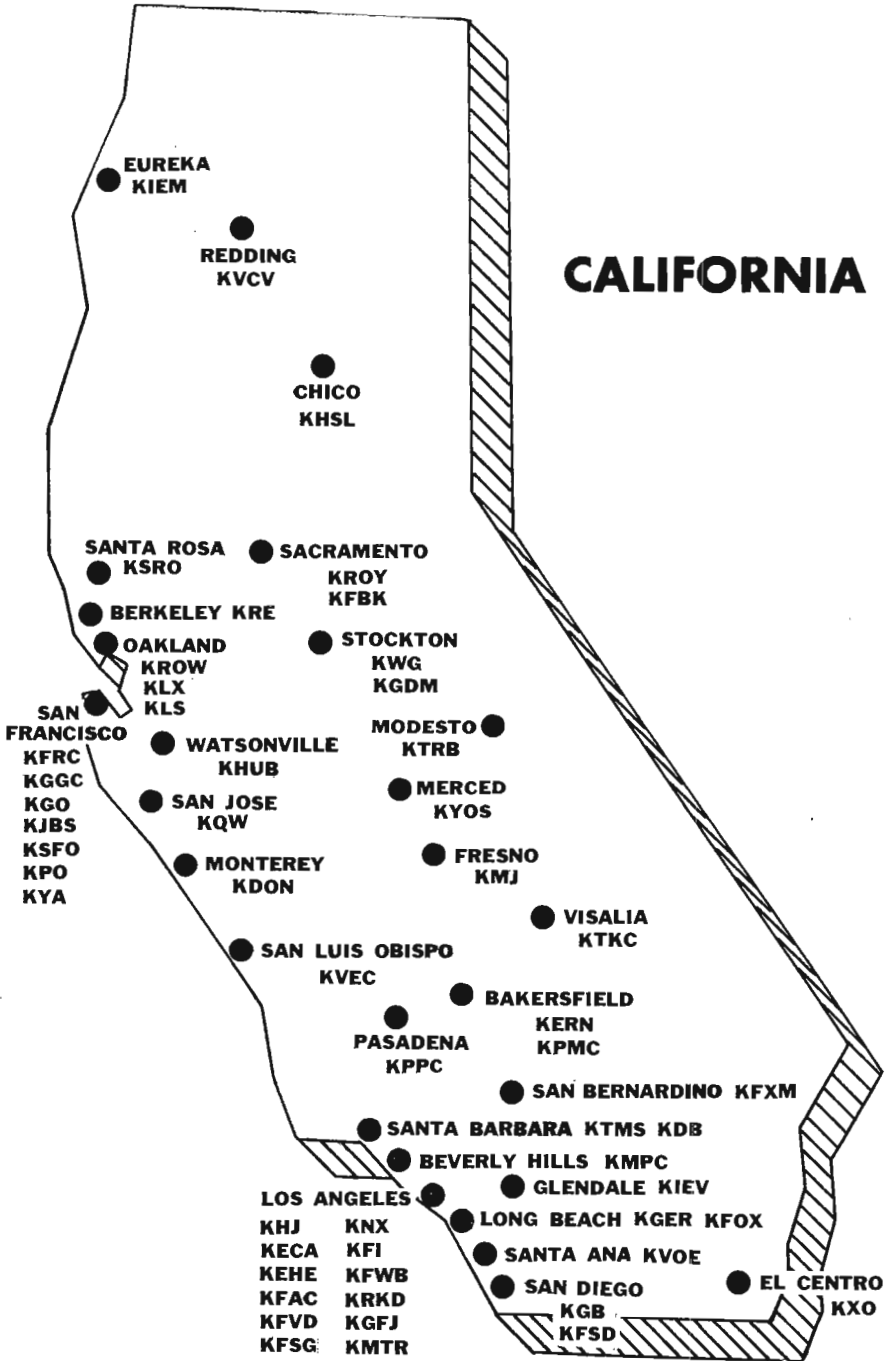 EUREKA
KIEM
REDDING
KVCV
CALIFORNIA
CHICO
KHSL
SANTA ROSA
KSRO
SACRAMENTO
KROY
KFBK
BERKELEY KRE
OAKLAND
KROW
KLX
KLS
STOCKTON
KWG
KGDM
SAN
FRANCISCO
KFRC
KGGC
KGO
KJBS
KSFO
KPO
KYA
WATSONVILLE
KHUB
MODESTO
KTRB
SAN JOSE
KQW
MERCED
KYOS
MONTEREY
KDON
FRESNO
KMJ
VISALIA
KTKC
SAN LUIS OBISPO
KVEC
BAKERSFIELD
KERN
KPMC
PASADENA
KPPC
SAN BERNARDINO KFXM
SANTA BARBARA KTMS KDB
BEVERLY HILLS KMPC
GLENDALE KIEV
LOS ANGELES
KHJ KNX
KECA KFI
KEHE KFWB
KFAC KRKD
KFVD KGFJ
KFSG KMTR
LONG BEACH KGER KFOX
SANTA ANA KVOE
SAN DIEGO
KGB
KFSD
EL CENTRO
KXO